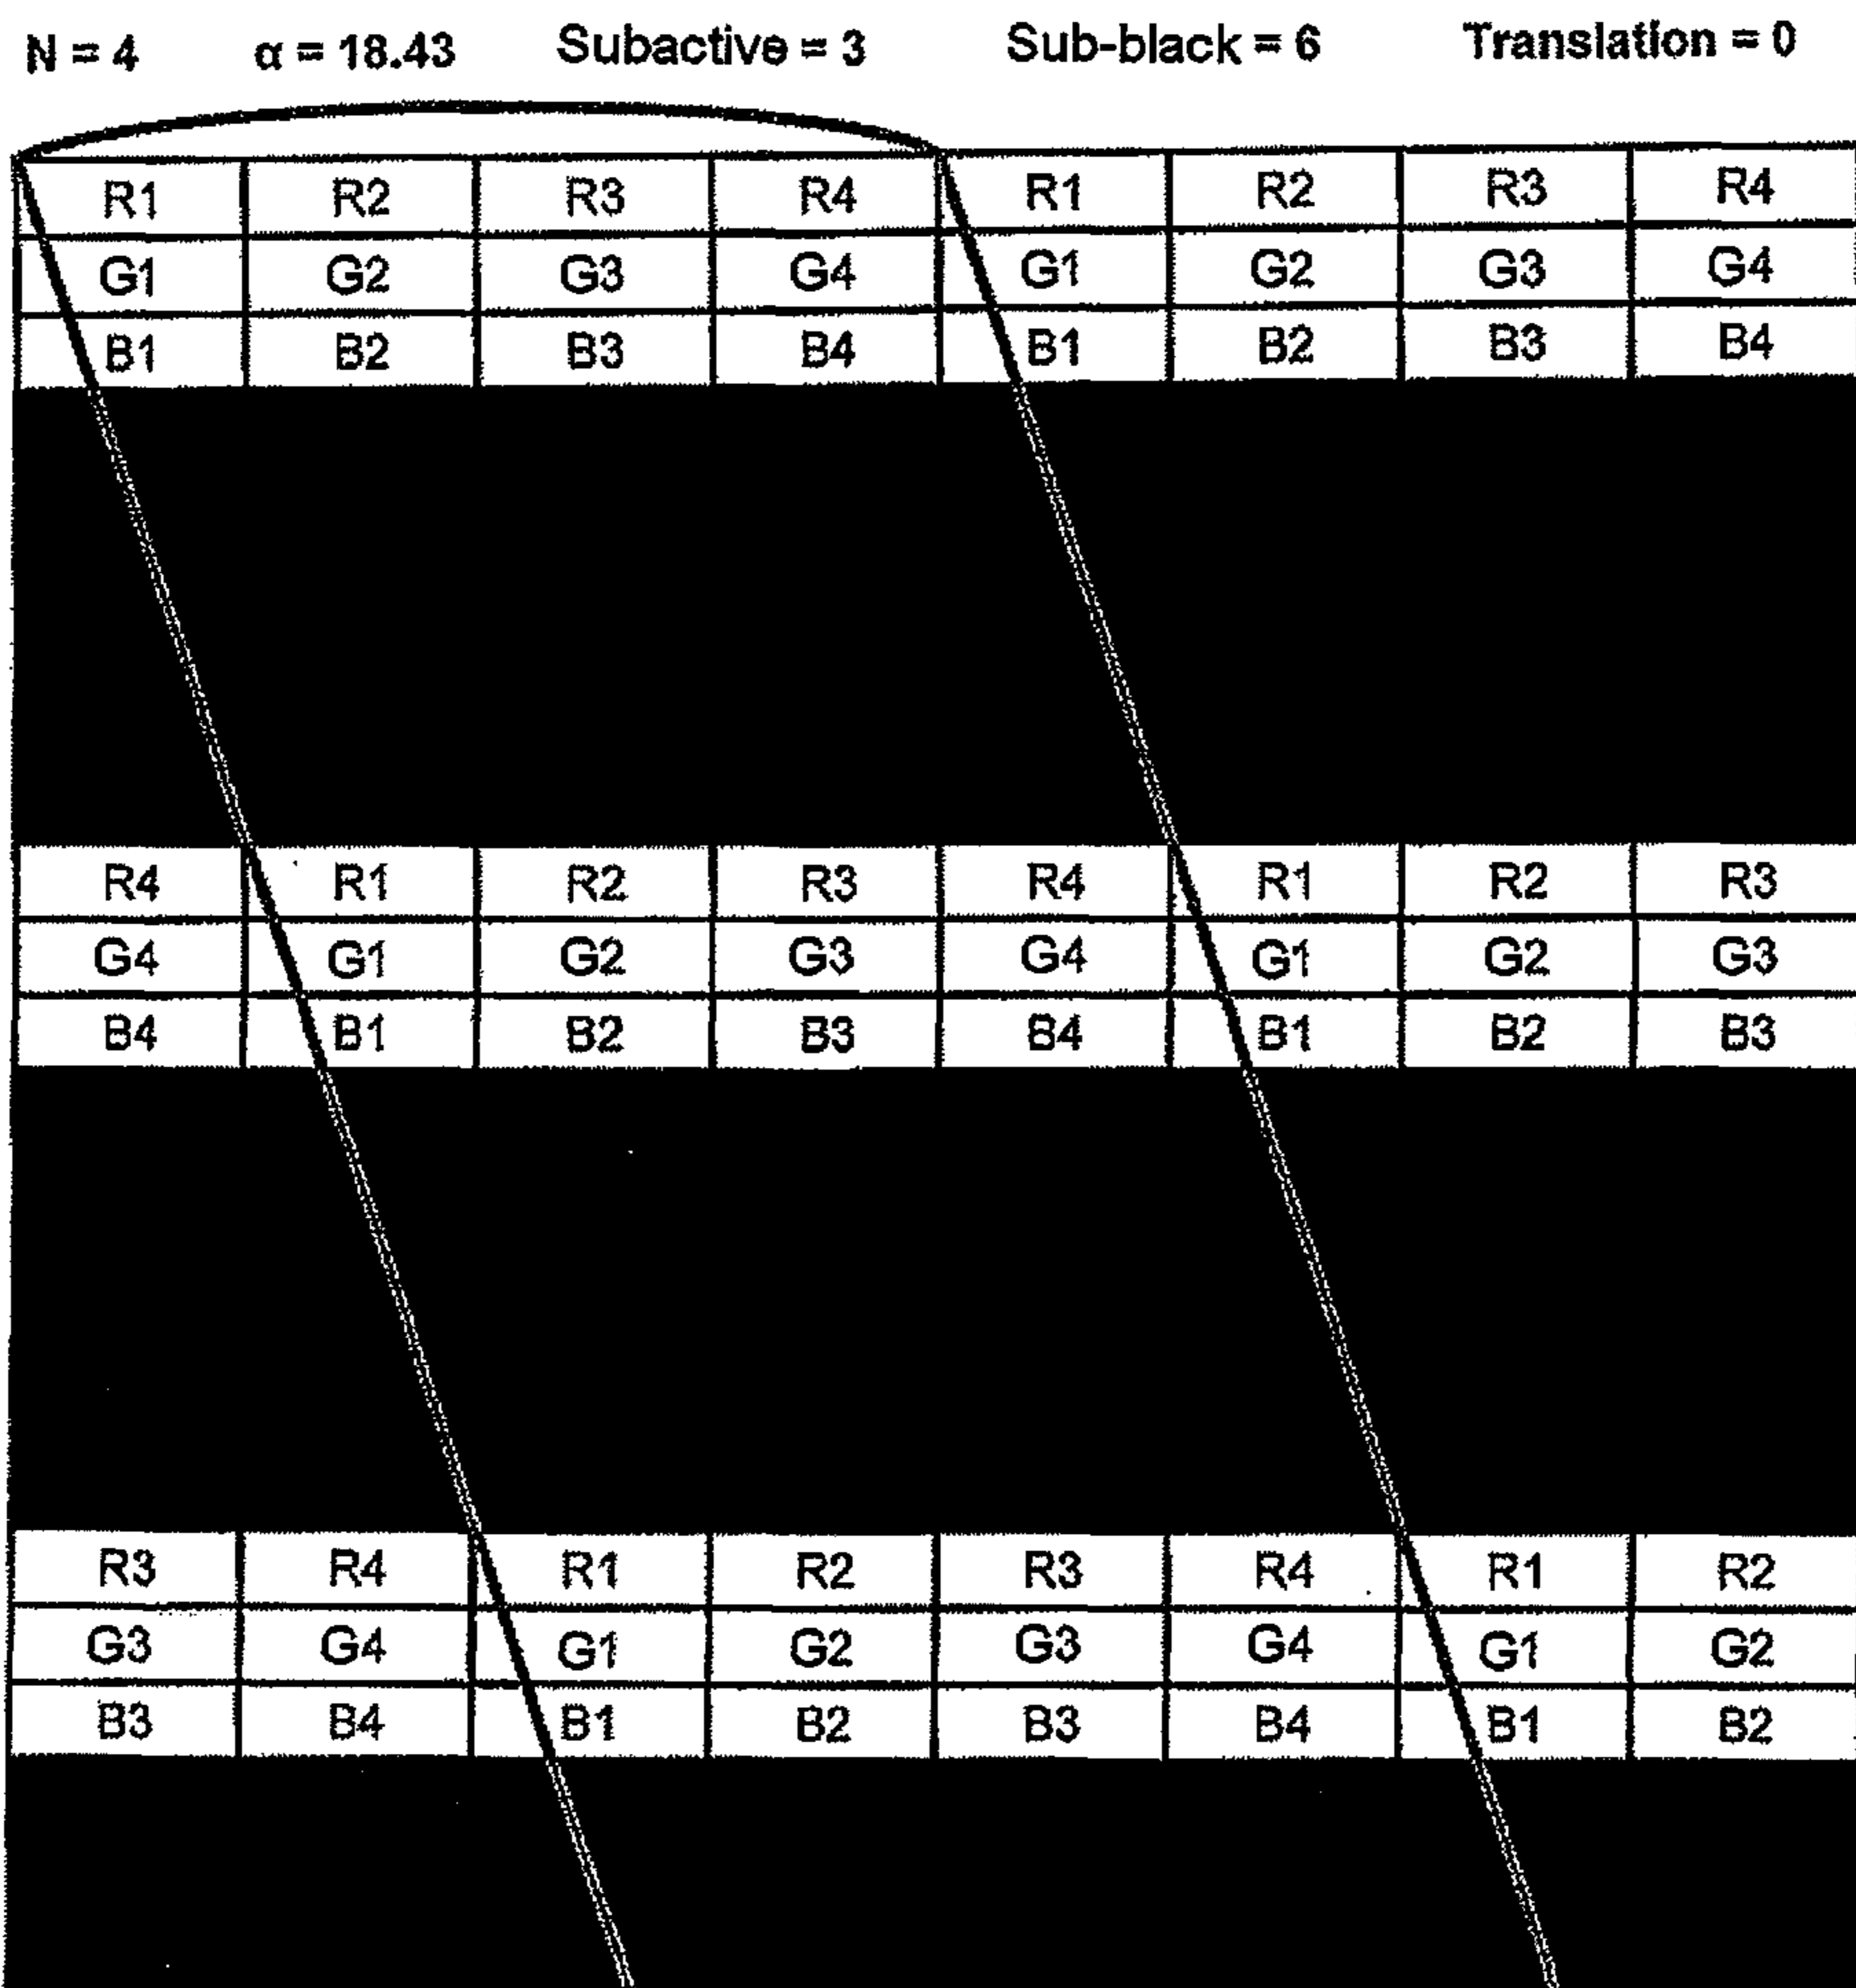 N = 4 α = 18.43 Subactive = 3 Sub-black = 6 Translation = 0
R1 R2 R3 R4 R1 R2 R3 R4
G1 G2 G3 G4 G1 G2 G3 G4
B1 B2 B3 B4 B1 B2 B3 B4
R4 R1 R2 R3 R4 R1 R2 R3
G4 G1 G2 G3 G4 G1 G2 G3
B4 B1 B2 B3 B4 B1 B2 B3
R3 R4 R1 R2 R3 R4 R1 R2
G3 G4 G1 G2 G3 G4 G1 G2
B3 B4 B1 B2 B3 B4 B1 B2